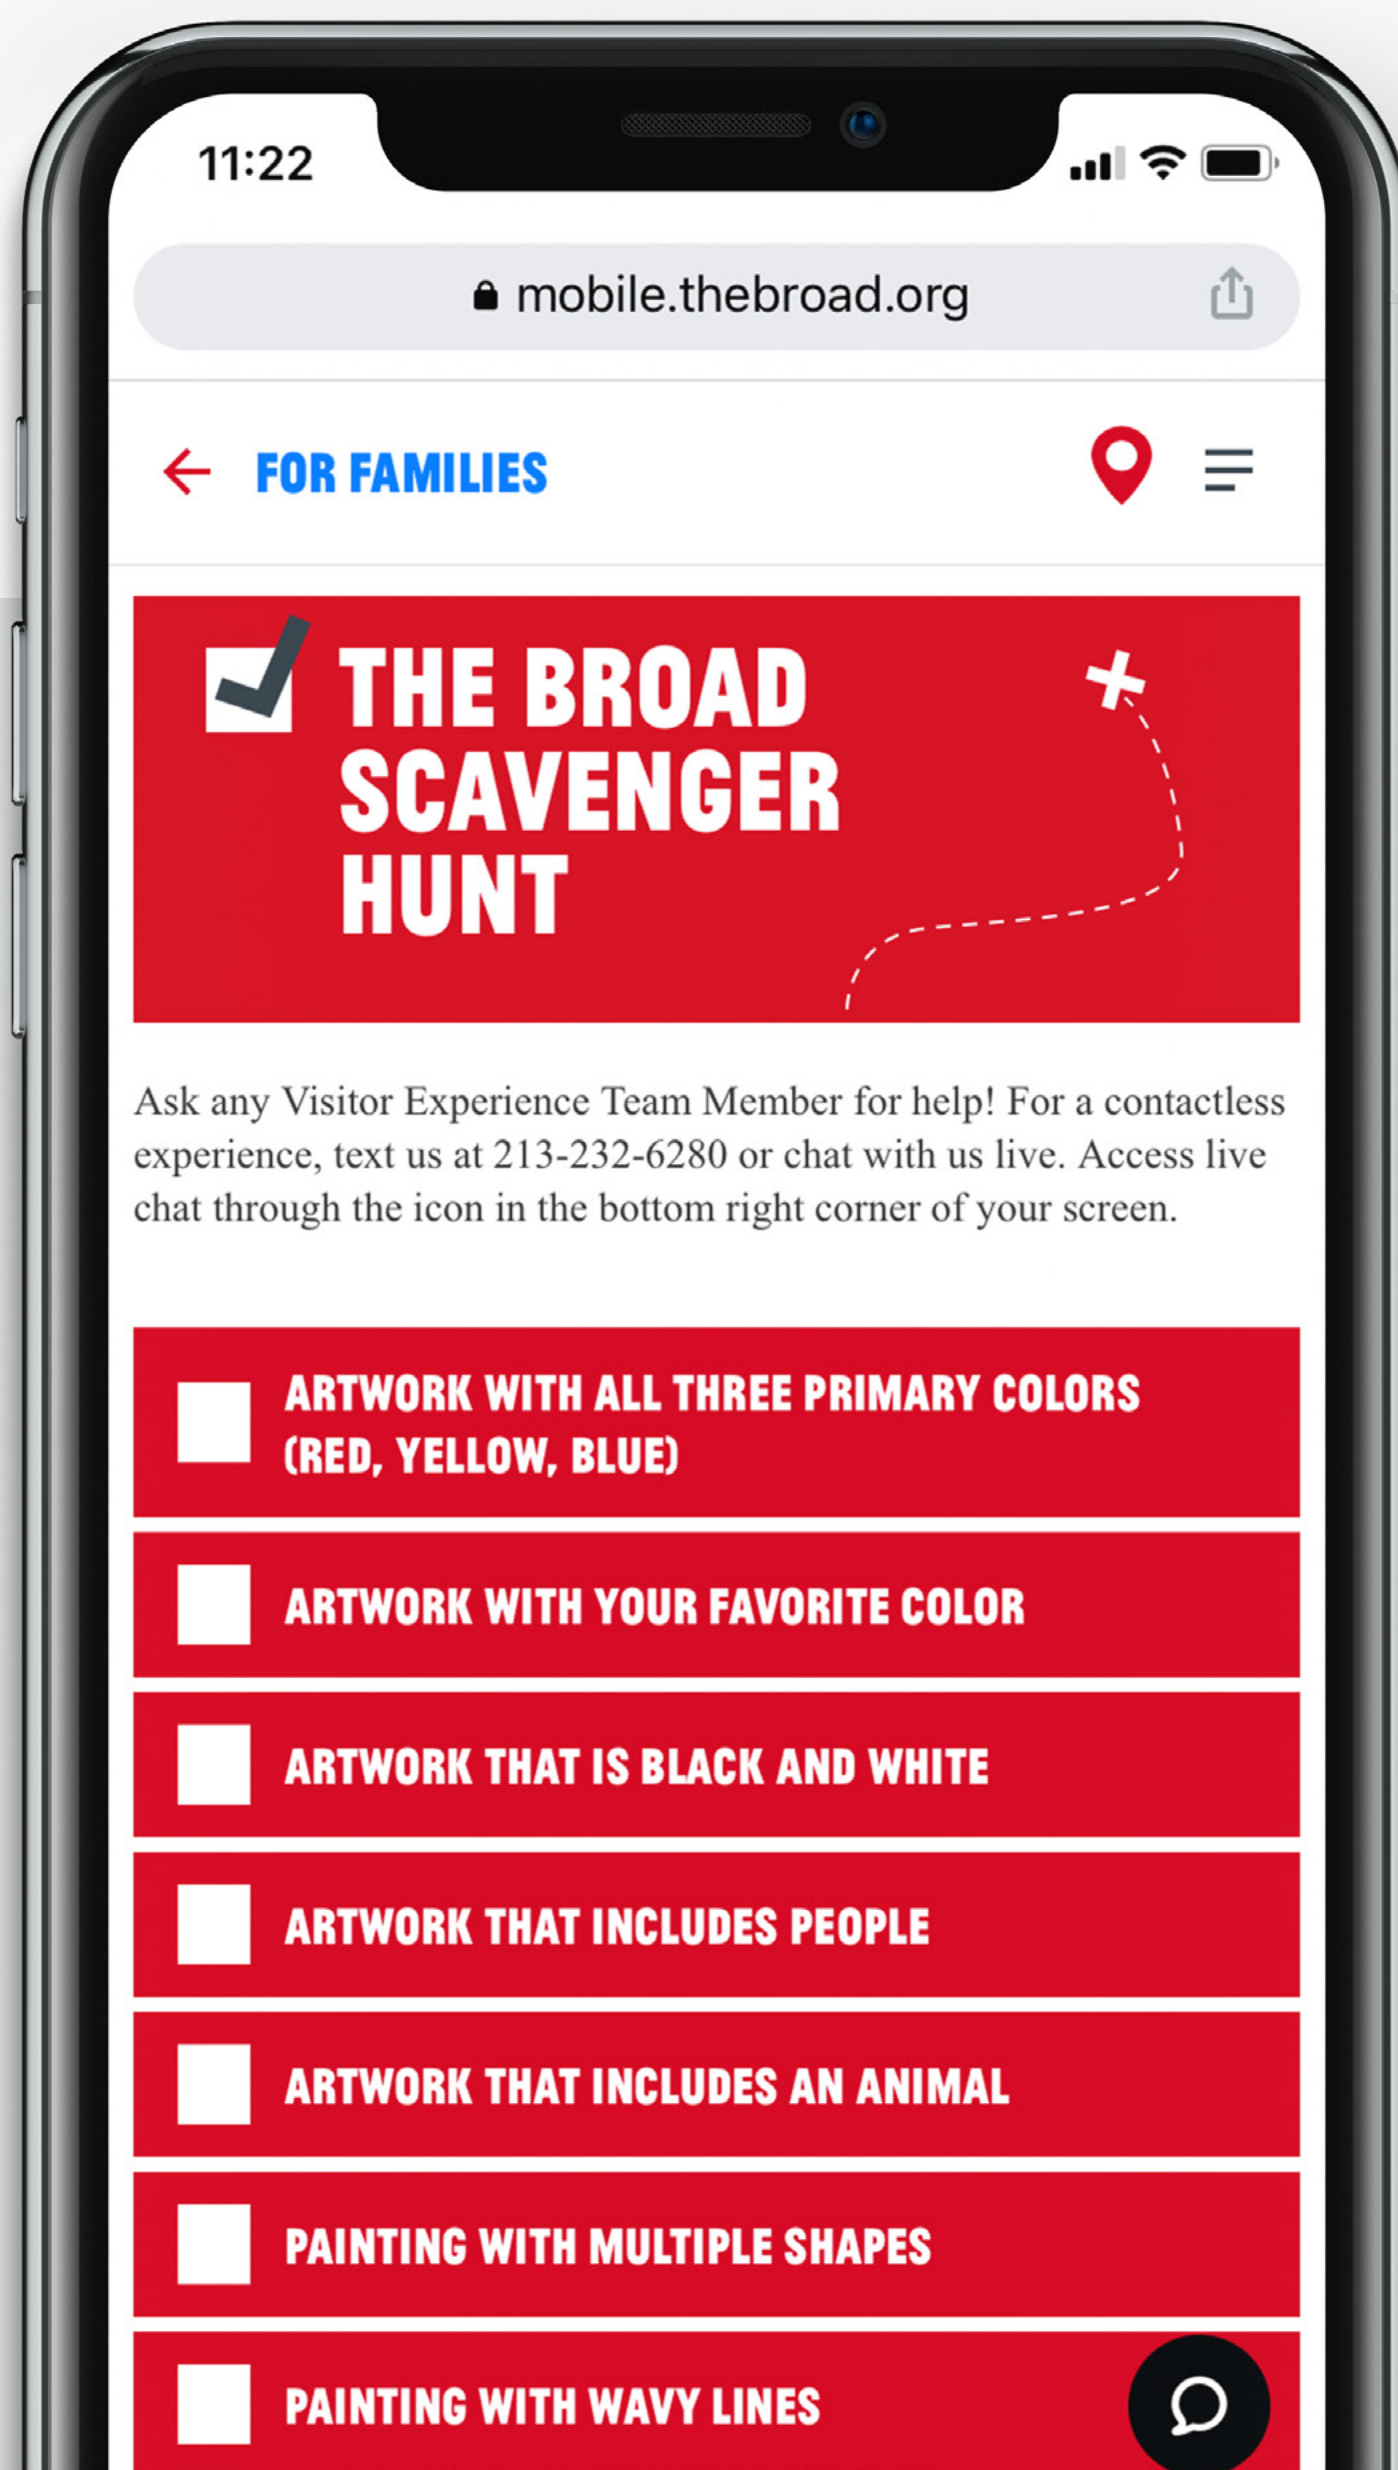 11:22
mobile.thebroad.org
FOR FAMILIES
THE BROAD
SCAVENGER
HUNT
Ask any Visitor Experience Team Member for help! For a contactless
experience, text us at 213-232-6280 or chat with us live. Access live
chat through the icon in the bottom right corner of your screen.
ARTWORK WITH ALL THREE PRIMARY COLORS
(RED, YELLOW, BLUE)
ARTWORK WITH YOUR FAVORITE COLOR
ARTWORK THAT IS BLACK AND WHITE
ARTWORK THAT INCLUDES PEOPLE
ARTWORK THAT INCLUDES AN ANIMAL
PAINTING WITH MULTIPLE SHAPES
PAINTING WITH WAVY LINES